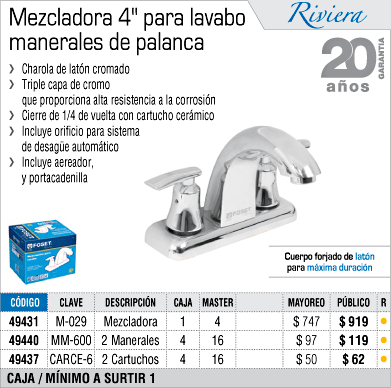 Mezcladora 4" para lavabo
manerales de palanca
Riviera
20
años
GARANTIA
Charola de latón cromado
Triple capa de cromo
que proporciona alta resistencia a la corrosión
Cierre de 1/4 de vuelta con cartucho cerámico
Incluye orificio para sistema
de desagüe automático
Incluye aereador,
y portacadenilla
FOSET
FOSET
Cuerpo forjado de latón
para máxima duración
CÓDIGO CLAVE DESCRIPCIÓN CAJA MASTER MAYOREO PÚBLICO R
49431 M-029 Mezcladora 1 4 $ 747 $ 919
49440 MM-600 2 Manerales 4 16 $ 97 $ 119
49437 CARCE-6 2 Cartuchos 4 16 $ 50 $ 62
CAJA / MÍNIMO A SURTIR 1